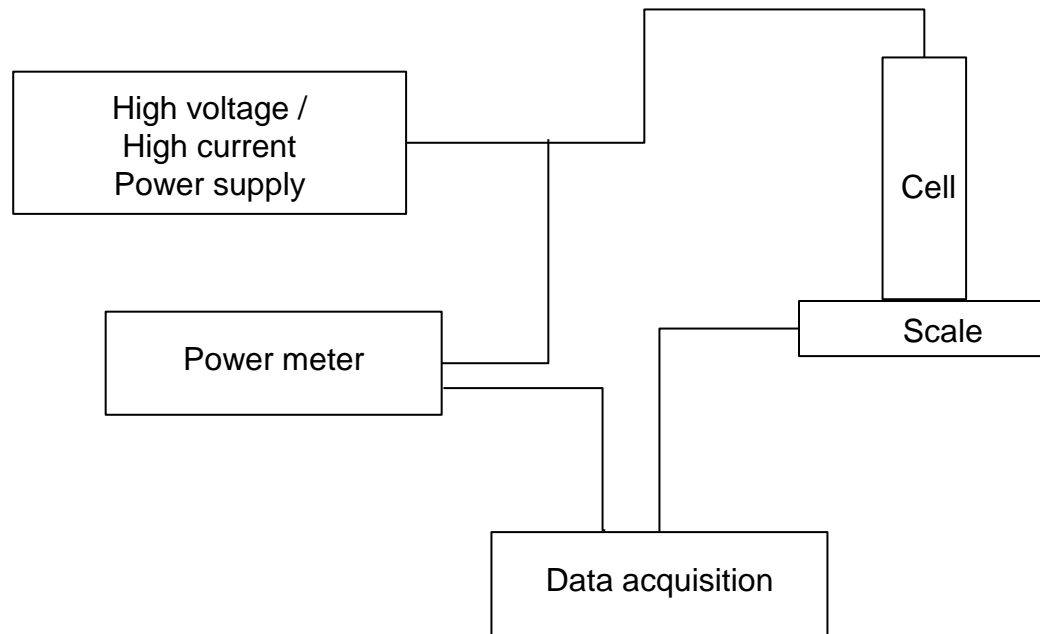 High voltage /
High current
Power supply
Cell
Scale
Power meter
Data acquisition